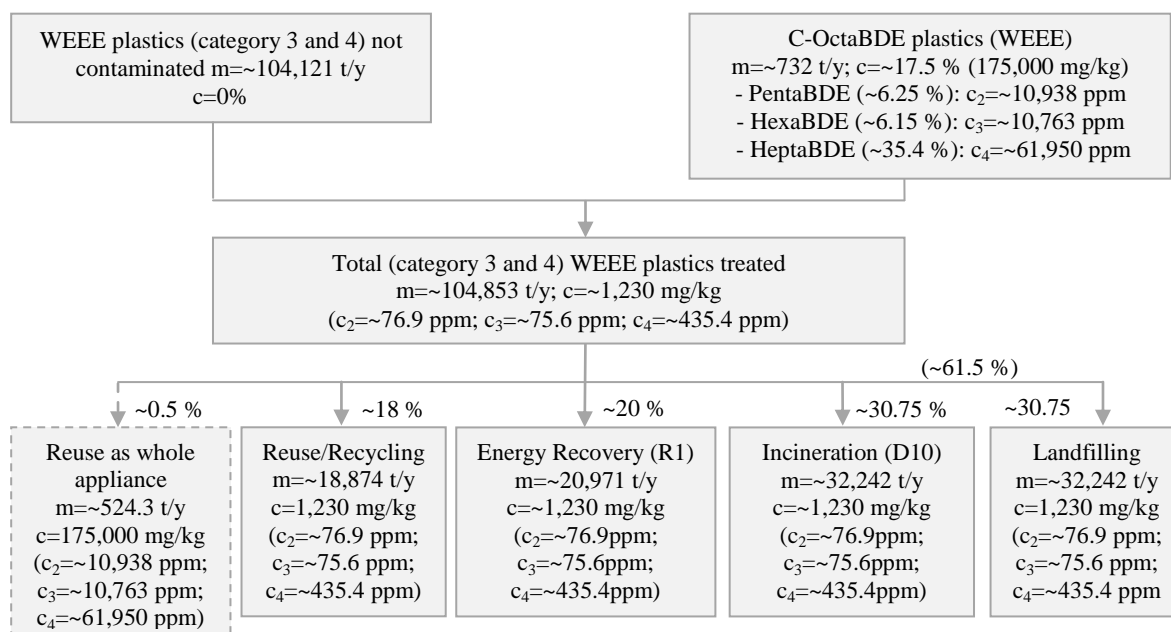 WEEE plastics (category 3 and 4) not
contaminated m=~104,121 t/y
c=0%
C-OctaBDE plastics (WEEE)
m=~732 t/y; c=~17.5 % (175,000 mg/kg)
- PentaBDE (~6.25 %): c₂=~10,938 ppm
- HexaBDE (~6.15 %): c₃=~10,763 ppm
- HeptaBDE (~35.4 %): c₄=~61,950 ppm
Total (category 3 and 4) WEEE plastics treated
m=~104,853 t/y; c=~1,230 mg/kg
(c₂=~76.9 ppm; c₃=~75.6 ppm; c₄=~435.4 ppm)
(~61.5 %)
~0.5 %
~18 %
~20 %
~30.75 %
~30.75
Reuse as whole
appliance
m=~524.3 t/y
c=175,000 mg/kg
(c₂=~10,938 ppm;
c₃=~10,763 ppm;
c₄=~61,950 ppm)
Reuse/Recycling
m=~18,874 t/y
c=1,230 mg/kg
(c₂=~76.9 ppm;
c₃=~75.6 ppm;
c₄=~435.4 ppm)
Energy Recovery (R1)
m=~20,971 t/y
c=~1,230 mg/kg
(c₂=~76.9ppm;
c₃=~75.6ppm;
c₄=~435.4ppm)
Incineration (D10)
m=~32,242 t/y
c=~1,230 mg/kg
(c₂=~76.9ppm;
c₃=~75.6ppm;
c₄=~435.4ppm)
Landfilling
m=~32,242 t/y
c=1,230 mg/kg
(c₂=~76.9 ppm;
c₃=~75.6 ppm;
c₄=~435.4 ppm